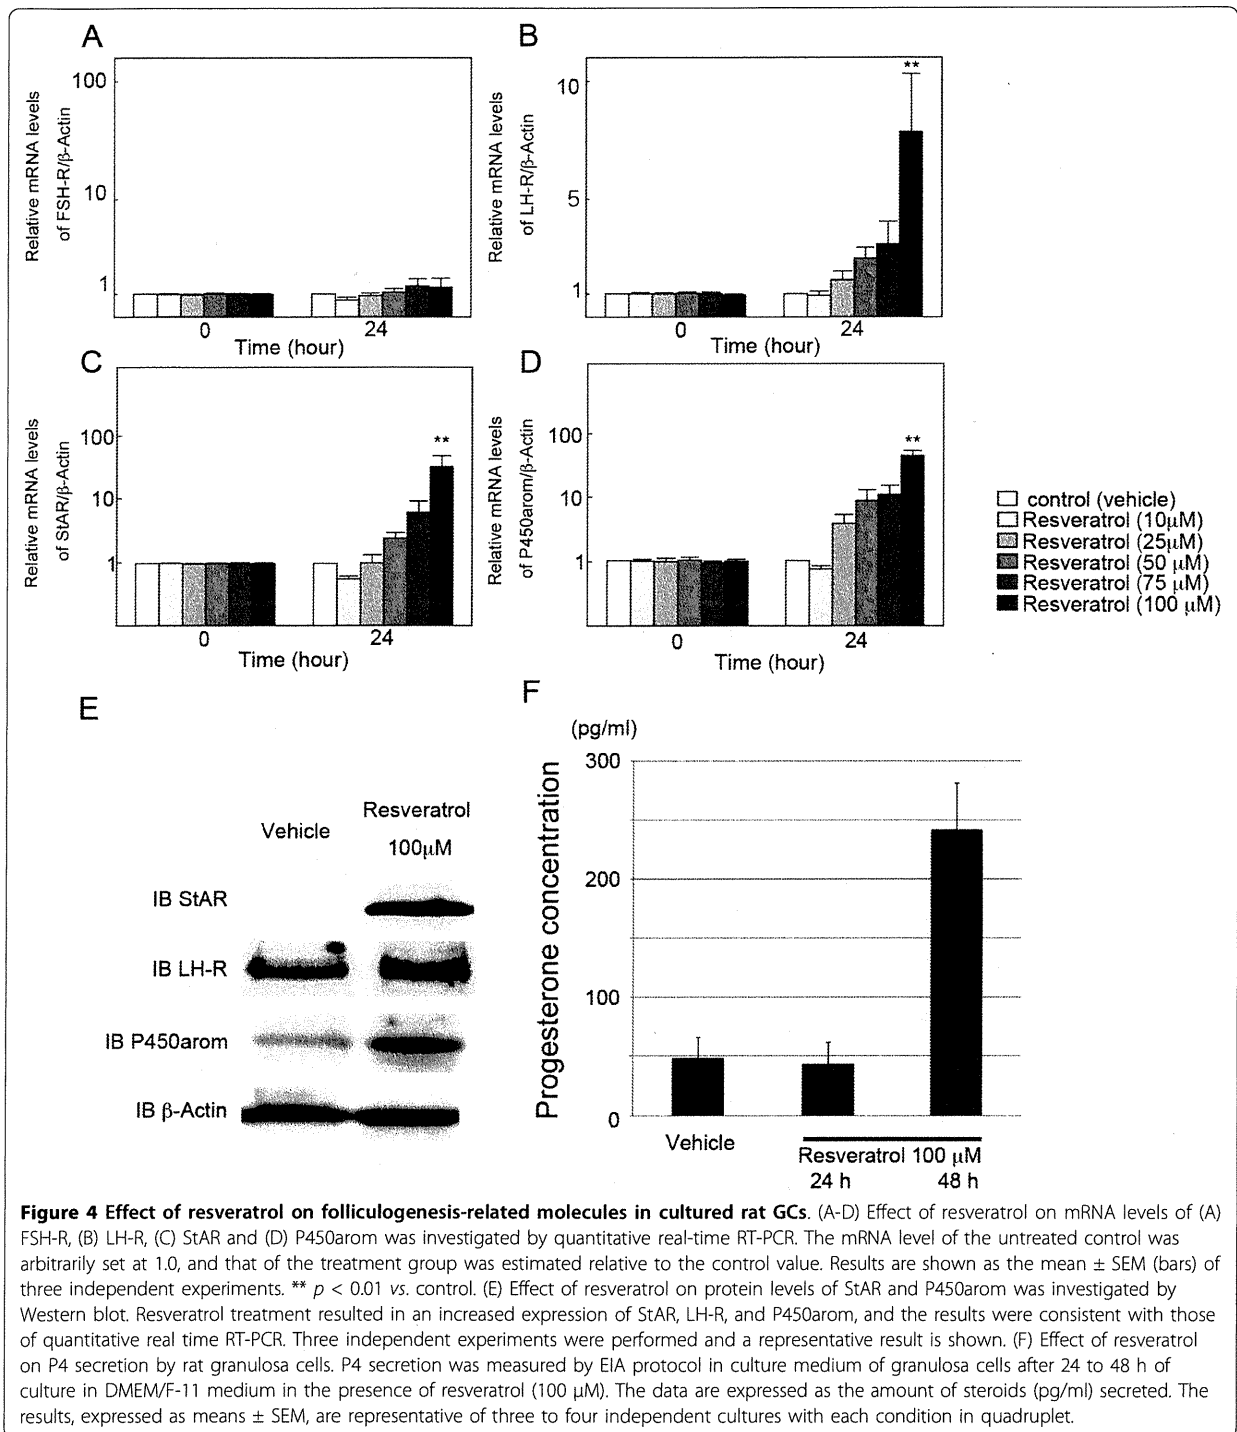 A
Relative mRNA levels
of FSH-R/β-Actin
100
10
1
0
24
Time (hour)
B
Relative mRNA levels
of LH-R/β-Actin
10
5
1
**
0
24
Time (hour)
C
Relative mRNA levels
of StAR/β-Actin
100
10
1
**
0
24
Time (hour)
D
Relative mRNA levels
of P450arom/β-Actin
100
10
1
**
0
24
Time (hour)
control (vehicle)
Resveratrol (10μM)
Resveratrol (25μM)
Resveratrol (50 μM)
Resveratrol (75 μM)
Resveratrol (100 μM)
E
Vehicle
Resveratrol
100μM
IB StAR
IB LH-R
IB P450arom
IB β-Actin
F
(pg/ml)
Progesterone concentration
300
200
100
0
Vehicle
Resveratrol 100 μM
24 h
48 h
Figure 4 Effect of resveratrol on folliculogenesis-related molecules in cultured rat GCs. (A-D) Effect of resveratrol on mRNA levels of (A)
FSH-R, (B) LH-R, (C) StAR and (D) P450arom was investigated by quantitative real-time RT-PCR. The mRNA level of the untreated control was
arbitrarily set at 1.0, and that of the treatment group was estimated relative to the control value. Results are shown as the mean ± SEM (bars) of
three independent experiments. ** p < 0.01 vs. control. (E) Effect of resveratrol on protein levels of StAR and P450arom was investigated by
Western blot. Resveratrol treatment resulted in an increased expression of StAR, LH-R, and P450arom, and the results were consistent with those
of quantitative real time RT-PCR. Three independent experiments were performed and a representative result is shown. (F) Effect of resveratrol
on P4 secretion by rat granulosa cells. P4 secretion was measured by EIA protocol in culture medium of granulosa cells after 24 to 48 h of
culture in DMEM/F-11 medium in the presence of resveratrol (100 μM). The data are expressed as the amount of steroids (pg/ml) secreted. The
results, expressed as means ± SEM, are representative of three to four independent cultures with each condition in quadruplet.